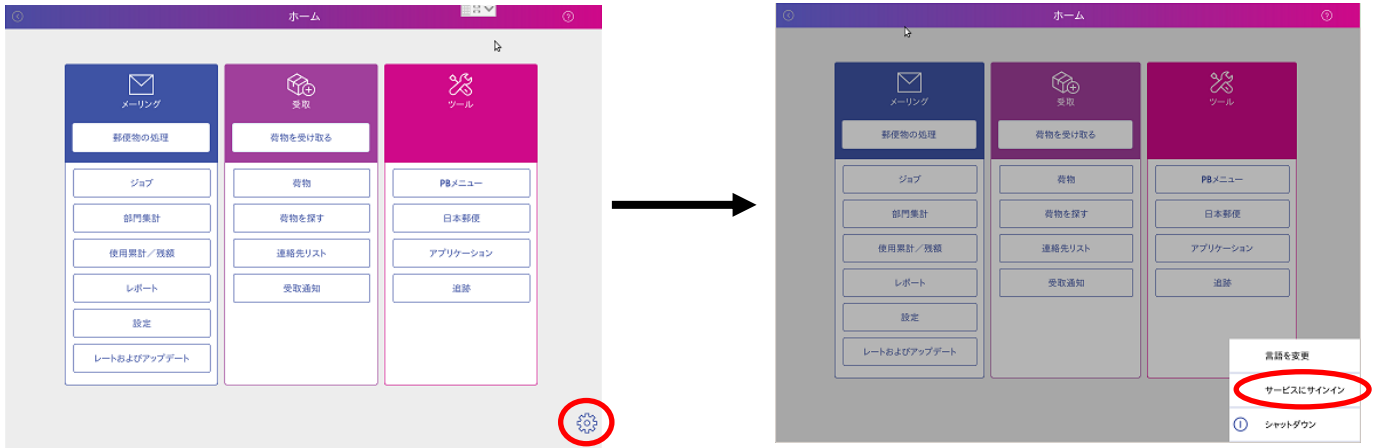 ホーム
メーリング
郵便物の処理
ジョブ
部門集計
使用累計／残額
レポート
設定
レートおよびアップデート
受取
荷物を受け取る
荷物
荷物を探す
連絡先リスト
受取通知
ツール
PBメニュー
日本郵便
アプリケーション
追跡
ホーム
メーリング
郵便物の処理
ジョブ
部門集計
使用累計／残額
レポート
設定
レートおよびアップデート
受取
荷物を受け取る
荷物
荷物を探す
連絡先リスト
受取通知
ツール
PBメニュー
日本郵便
アプリケーション
追跡
言語を変更
サービスにサインイン
シャットダウン